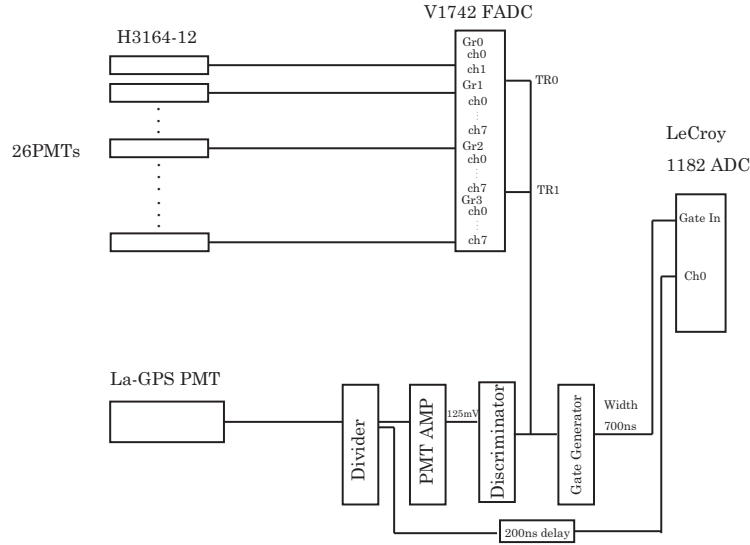 V1742 FADC
H3164-12
Gr0
ch0
ch1
Gr1
ch0
ch7
Gr2
ch0
ch7
Gr3
ch0
ch7
TR0
TR1
26PMTs
LeCroy
1182 ADC
Gate In
Ch0
La-GPS PMT
Divider
PMT AMP
125mV
Discriminator
Gate Generator
Width
700ns
200ns delay